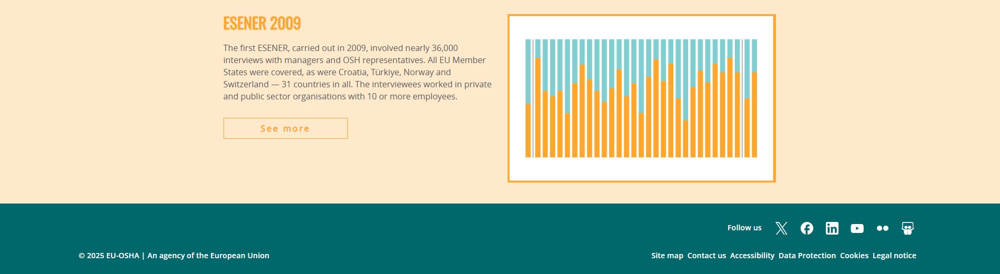 ESENER 2009
The first ESENER, carried out in 2009, involved nearly 36,000
interviews with managers and OSH representatives. All EU Member
States were covered, as were Croatia, Türkiye, Norway and
Switzerland — 31 countries in all. The interviewees worked in private
and public sector organisations with 10 or more employees.
See more
Follow us
© 2025 EU-OSHA | An agency of the European Union
Site map Contact us Accessibility Data Protection Cookies Legal notice